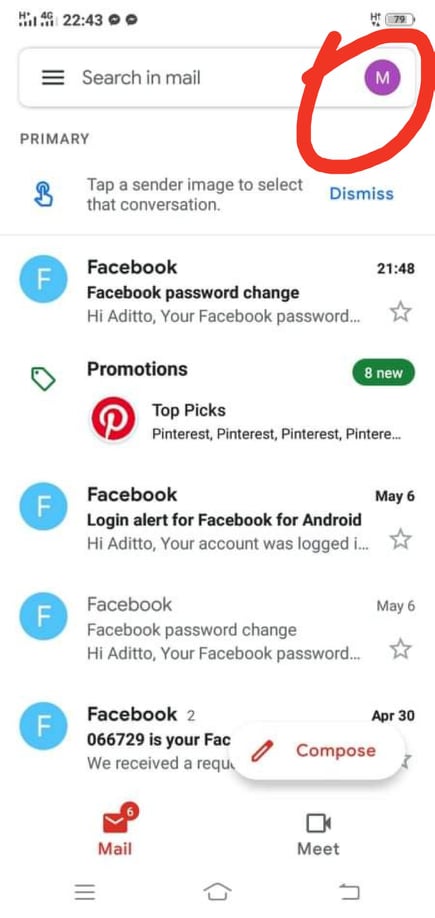 4G 22:43 79
Search in mail M
PRIMARY
Tap a sender image to select
that conversation.
Dismiss
F Facebook 21:48
Facebook password change
Hi Aditto, Your Facebook password...
Promotions 8 new
Top Picks
Pinterest, Pinterest, Pinterest, Pintere...
F Facebook May 6
Login alert for Facebook for Android
Hi Aditto, Your account was logged i...
F Facebook May 6
Facebook password change
Hi Aditto, Your Facebook password...
F Facebook 2 Apr 30
066729 is your Fac
We received a requ
Compose
6
Mail Meet